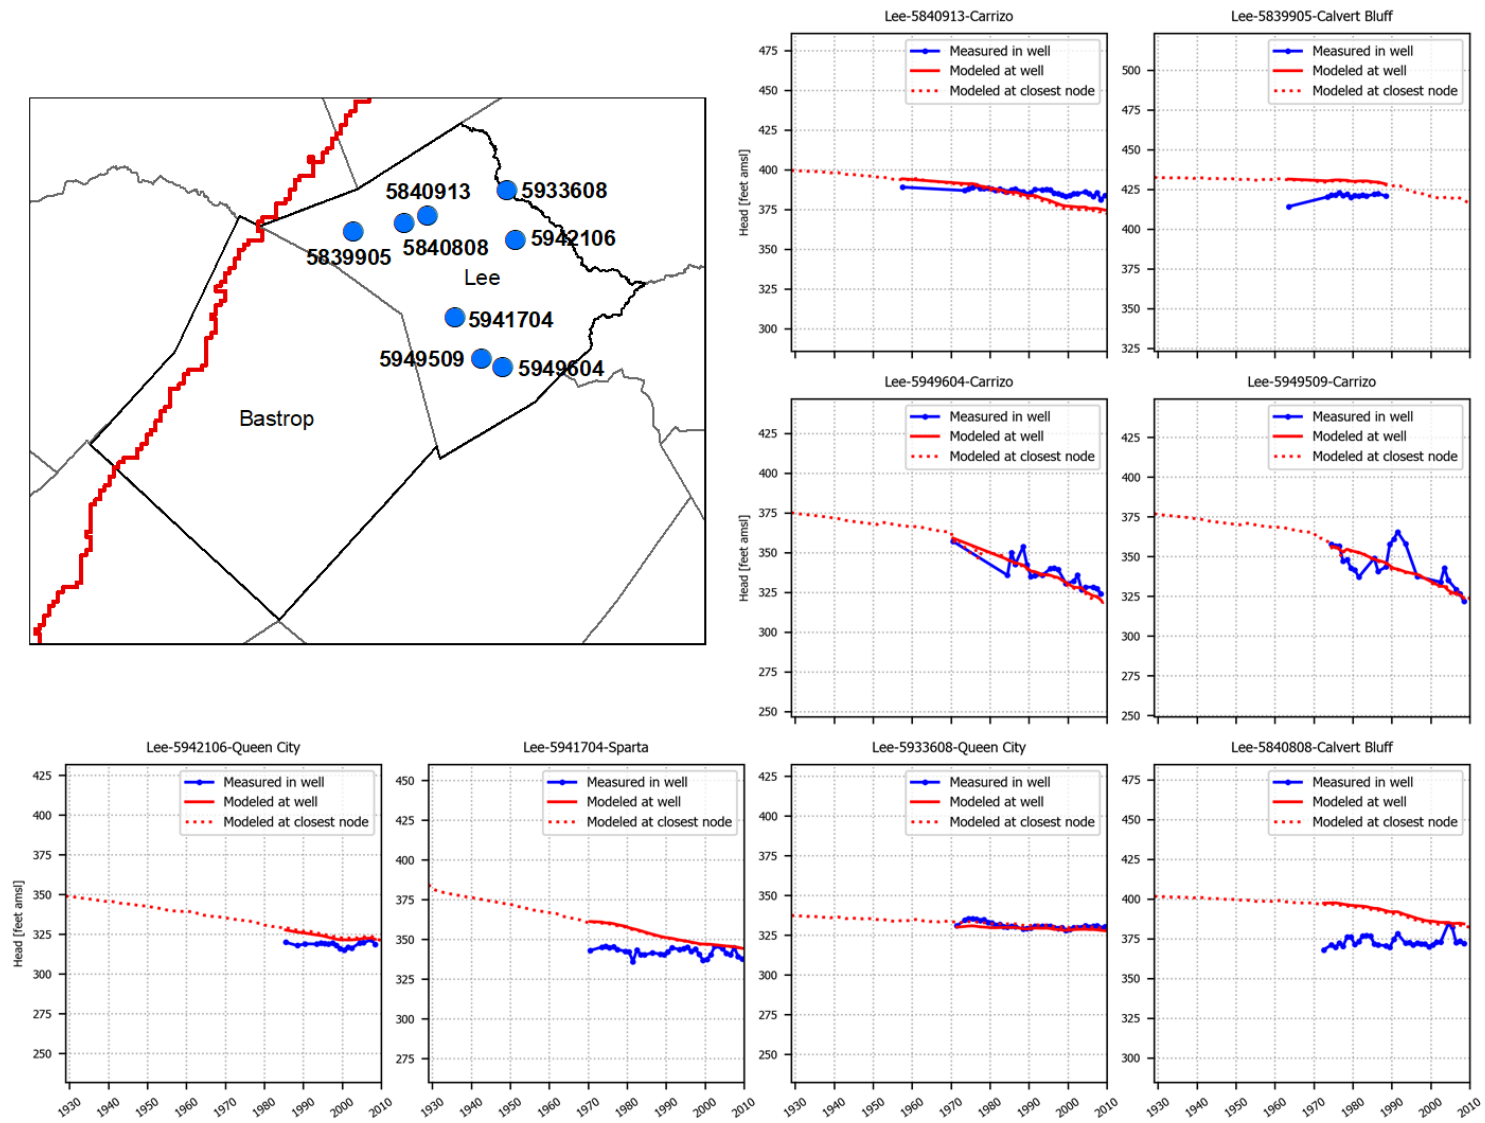 Lee-5840913-Carrizo
Lee-5839905-Calvert Bluff
475
450
425
400
375
350
325
300
Head [feet amsl]
Measured in well
Modeled at well
Modeled at closest node
500
475
450
425
400
375
350
325
Measured in well
Modeled at well
Modeled at closest node
5840913
5933608
5839905
5840808
5942106
Lee
5941704
5949509
5949604
Bastrop
Lee-5949604-Carrizo
Lee-5949509-Carrizo
425
400
375
350
325
300
275
250
Head [feet amsl]
Measured in well
Modeled at well
Modeled at closest node
425
400
375
350
325
300
275
250
Measured in well
Modeled at well
Modeled at closest node
Lee-5942106-Queen City
Lee-5941704-Sparta
Lee-5933608-Queen City
Lee-5840808-Calvert Bluff
425
400
375
350
325
300
275
250
Head [feet amsl]
Measured in well
Modeled at well
Modeled at closest node
1930 1940 1950 1960 1970 1980 1990 2000 2010
450
425
400
375
350
325
300
275
Measured in well
Modeled at well
Modeled at closest node
1930 1940 1950 1960 1970 1980 1990 2000 2010
425
400
375
350
325
300
275
250
Measured in well
Modeled at well
Modeled at closest node
1930 1940 1950 1960 1970 1980 1990 2000 2010
475
450
425
400
375
350
325
300
Measured in well
Modeled at well
Modeled at closest node
1930 1940 1950 1960 1970 1980 1990 2000 2010